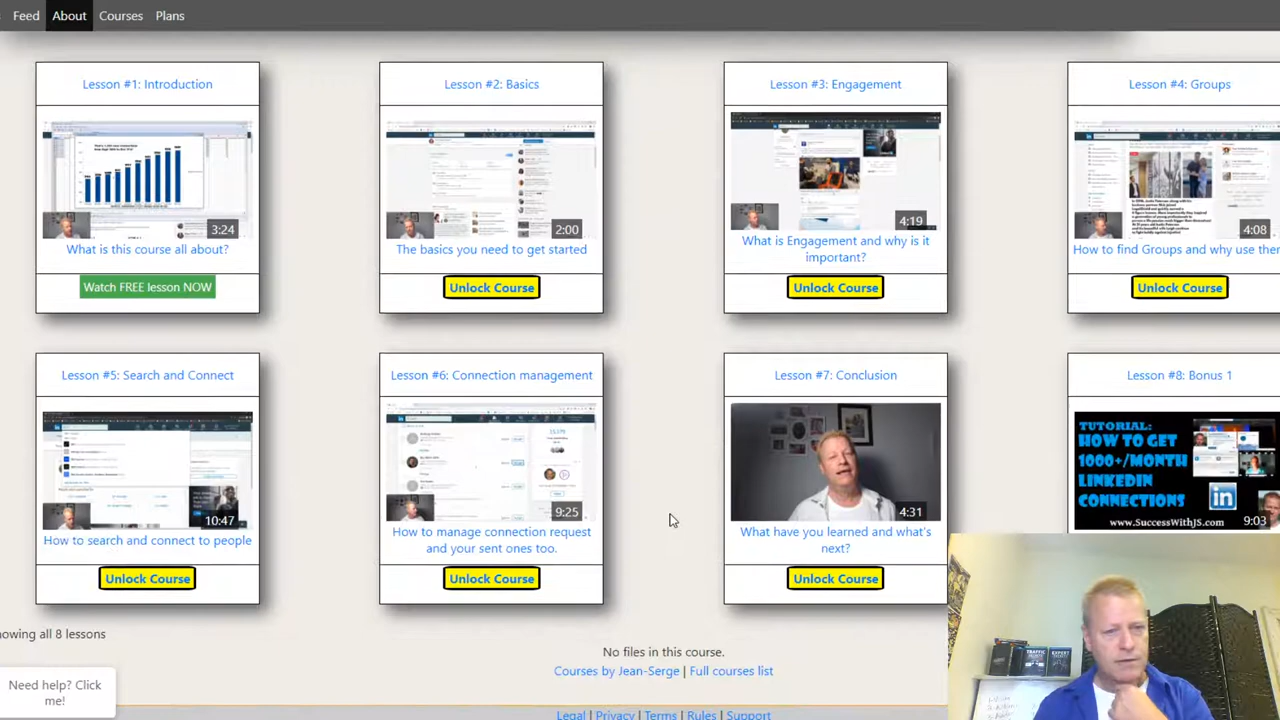 Feed About Courses Plans
Lesson #1: Introduction
3:24
What is this course all about?
Watch FREE lesson NOW
Lesson #2: Basics
2:00
The basics you need to get started
Unlock Course
Lesson #3: Engagement
4:19
What is Engagement and why is it
important?
Unlock Course
Lesson #4: Groups
4:08
How to find Groups and why use ther
Unlock Course
Lesson #5: Search and Connect
10:47
How to search and connect to people
Unlock Course
Lesson #6: Connection management
9:25
How to manage connection request
and your sent ones too.
Unlock Course
Lesson #7: Conclusion
4:31
What have you learned and what's
next?
Unlock Course
Lesson #8: Bonus 1
TUTORIAL:
HOW TO GET
1000+/MONTH
LINKEDIN
CONNECTIONS
in
www.SuccessWithJS.com
9:03
owing all 8 lessons
No files in this course.
Courses by Jean-Serge | Full courses list
Need help? Click
me!
Legal | Privacy | Terms | Rules | Support
TRAFFIC
EXPERT